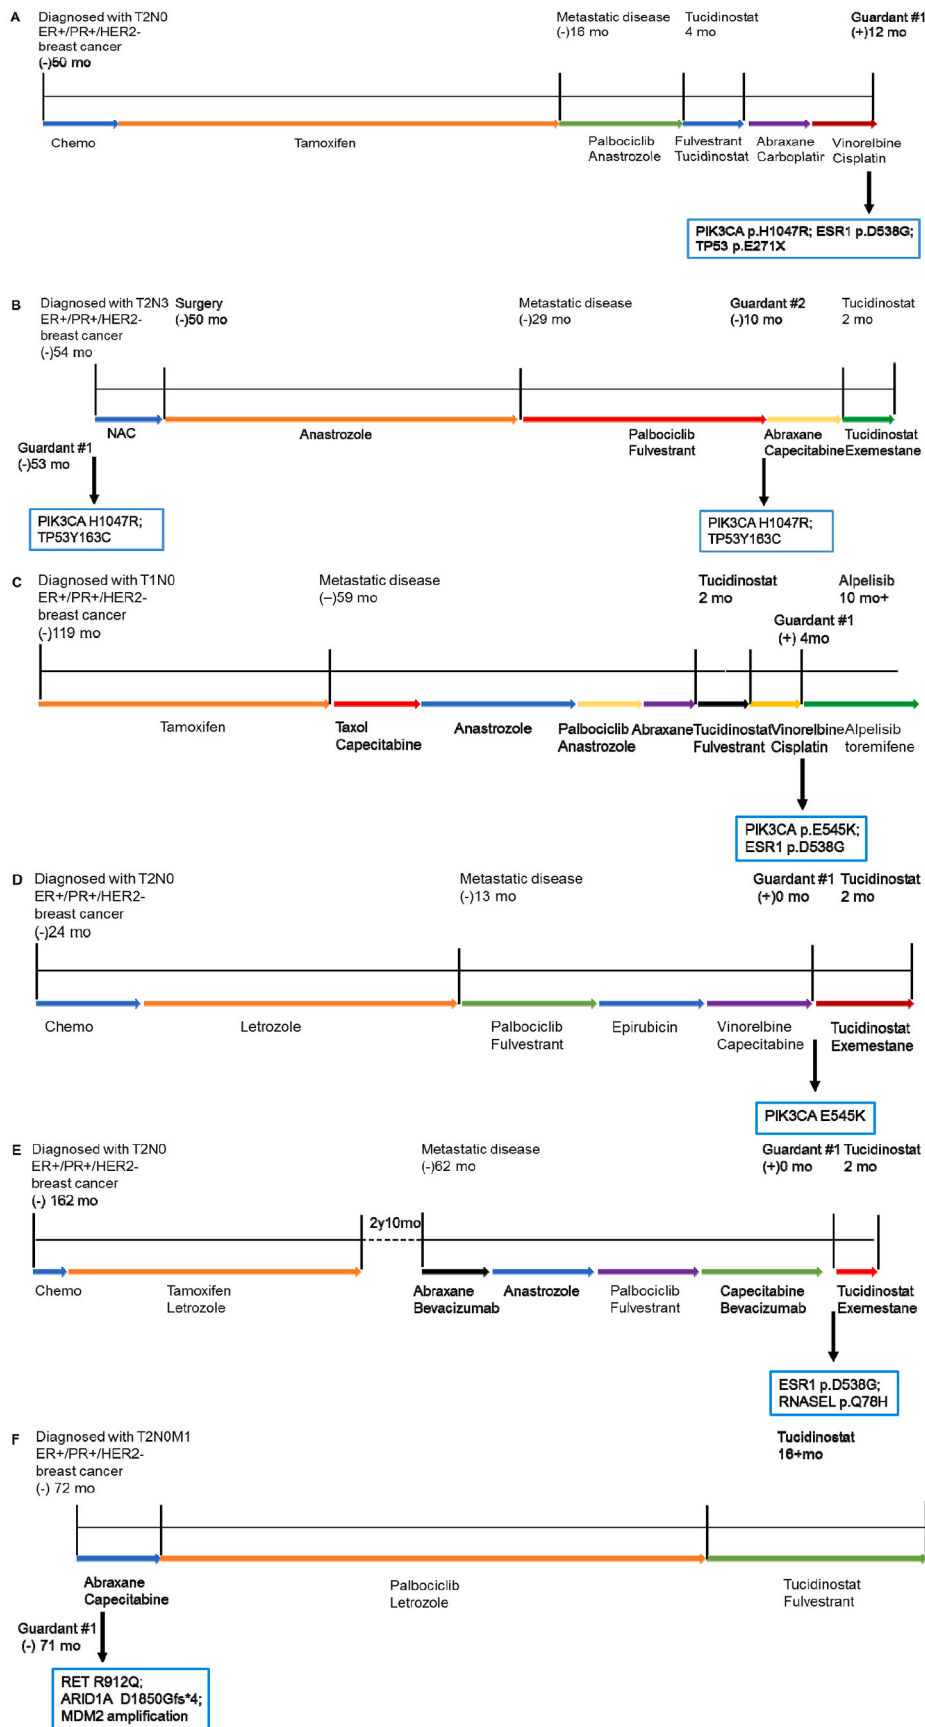 A
Diagnosed with T2N0
ER+/PR+/HER2-
breast cancer
(-)50 mo
Metastatic disease
(-)16 mo
Tucidinostat
4 mo
Guardant #1
(+)12 mo
Chemo
Tamoxifen
Palbociclib
Anastrozole
Fulvestrant
Tucidinostat
Abraxane
Carboplatir
Vinorelbine
Cisplatin
PIK3CA p.H1047R; ESR1 p.D538G;
TP53 p.E271X
B
Diagnosed with T2N3
ER+/PR+/HER2-
breast cancer
(-)54 mo
Surgery
(-)50 mo
Metastatic disease
(-)29 mo
Guardant #2
(-)10 mo
Tucidinostat
2 mo
NAC
Anastrozole
Palbociclib
Fulvestrant
Abraxane
Capecitabine
Tucidinostat
Exemestane
Guardant #1
(-)53 mo
PIK3CA H1047R;
TP53Y163C
PIK3CA H1047R;
TP53Y163C
C
Diagnosed with T1N0
ER+/PR+/HER2-
breast cancer
(-)119 mo
Metastatic disease
(–)59 mo
Tucidinostat
2 mo
Guardant #1
(+) 4mo
Alpelisib
10 mo+
Tamoxifen
Taxol
Capecitabine
Anastrozole
Palbociclib
Anastrozole
Abraxane
Tucidinostat
Fulvestrant
Vinorelbine
Cisplatin
Alpelisib
toremifene
PIK3CA p.E545K;
ESR1 p.D538G
D
Diagnosed with T2N0
ER+/PR+/HER2-
breast cancer
(-)24 mo
Metastatic disease
(-)13 mo
Guardant #1
(+)0 mo
Tucidinostat
2 mo
Chemo
Letrozole
Palbociclib
Fulvestrant
Epirubicin
Vinorelbine
Capecitabine
Tucidinostat
Exemestane
PIK3CA E545K
E
Diagnosed with T2N0
ER+/PR+/HER2-
breast cancer
(-) 162 mo
2y10mo
Metastatic disease
(-)62 mo
Guardant #1
(+)0 mo
Tucidinostat
2 mo
Chemo
Tamoxifen
Letrozole
Abraxane
Bevacizumab
Anastrozole
Palbociclib
Fulvestrant
Capecitabine
Bevacizumab
Tucidinostat
Exemestane
ESR1 p.D538G;
RNASEL p.Q78H
F
Diagnosed with T2N0M1
ER+/PR+/HER2-
breast cancer
(-) 72 mo
Tucidinostat
16+mo
Abraxane
Capecitabine
Palbociclib
Letrozole
Tucidinostat
Fulvestrant
Guardant #1
(-) 71 mo
RET R912Q;
ARID1A D1850Gfs*4;
MDM2 amplification